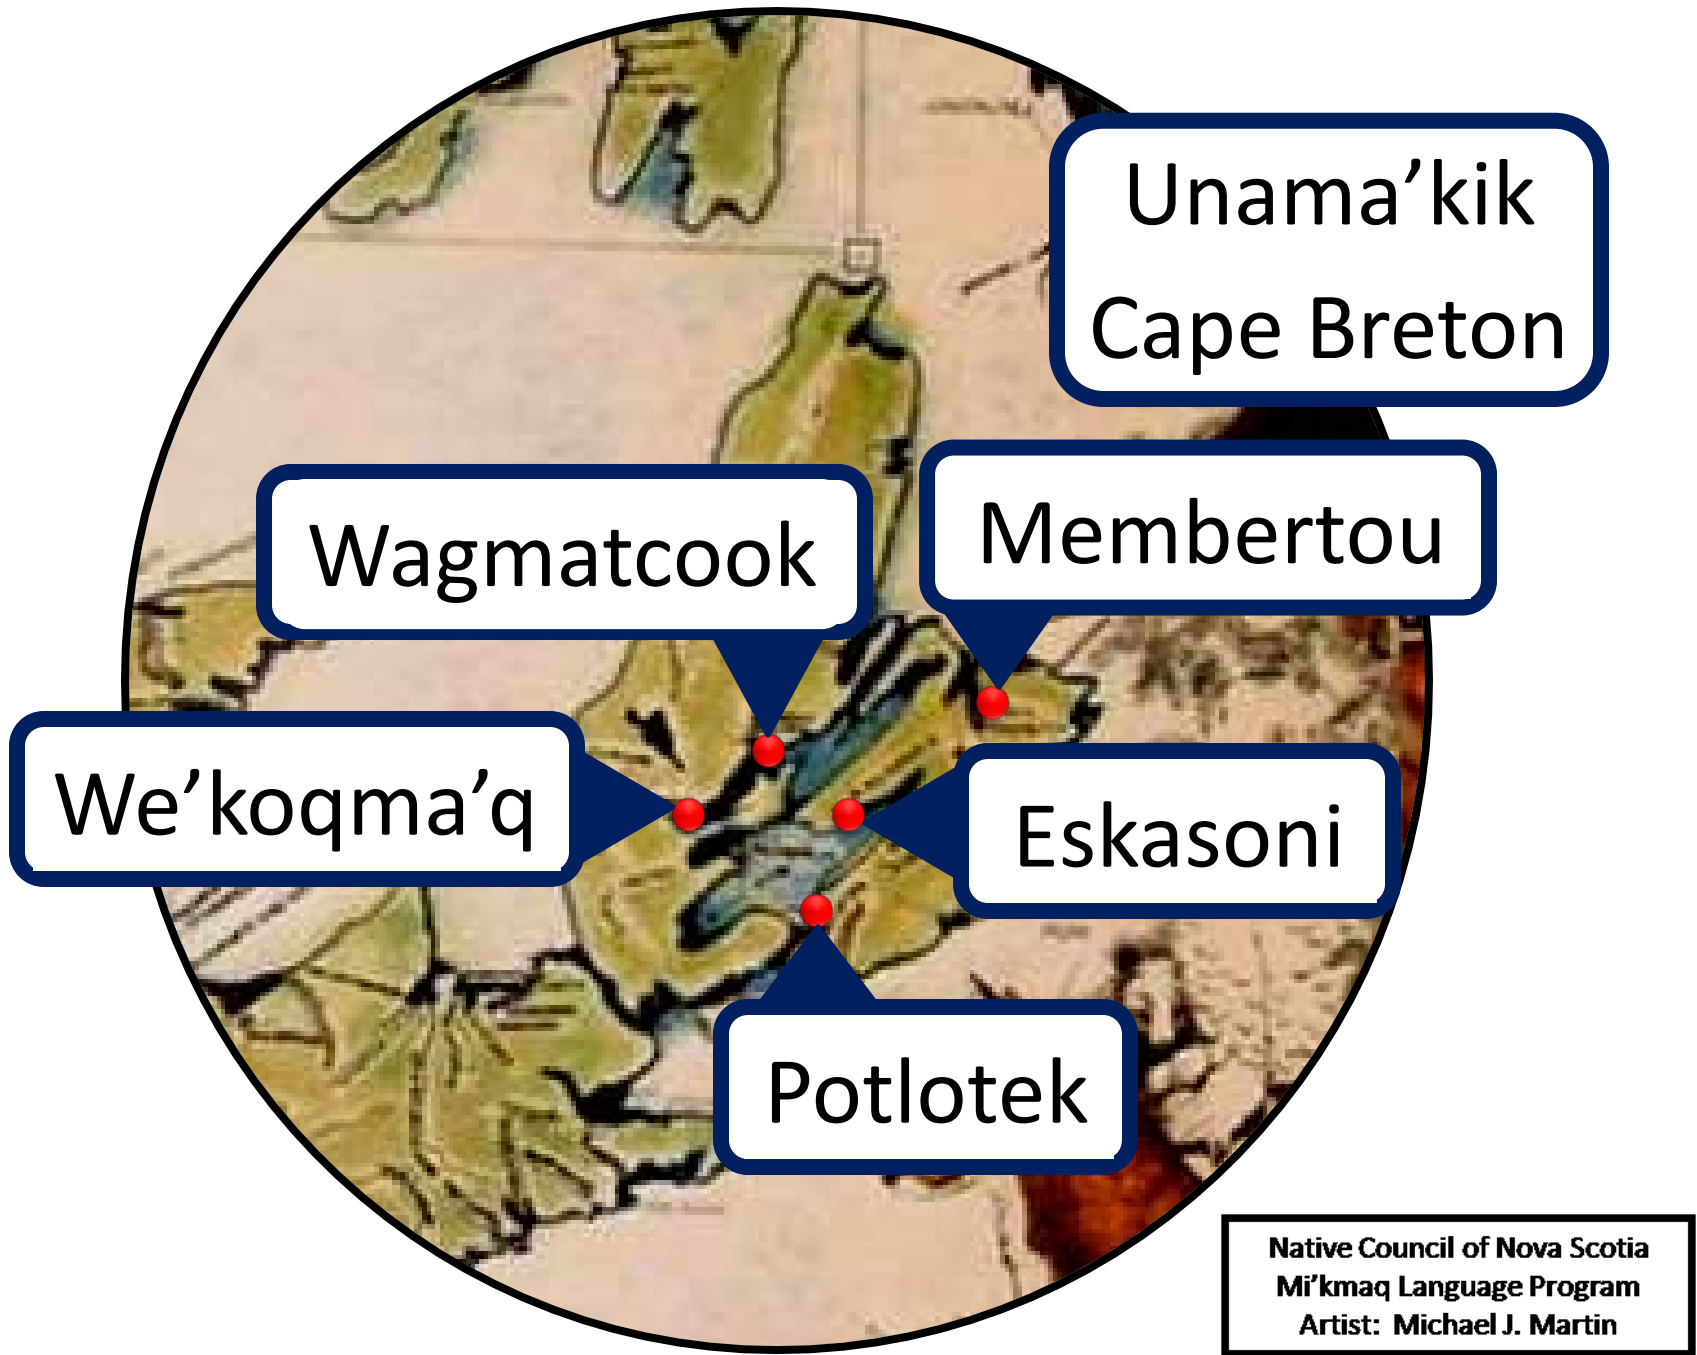 Unama’kik
Cape Breton
Wagmatcook
Membertou
We’koqma’q
Eskasoni
Potlotek
Native Council of Nova Scotia
Mi’kmaq Language Program
Artist: Michael J. Martin